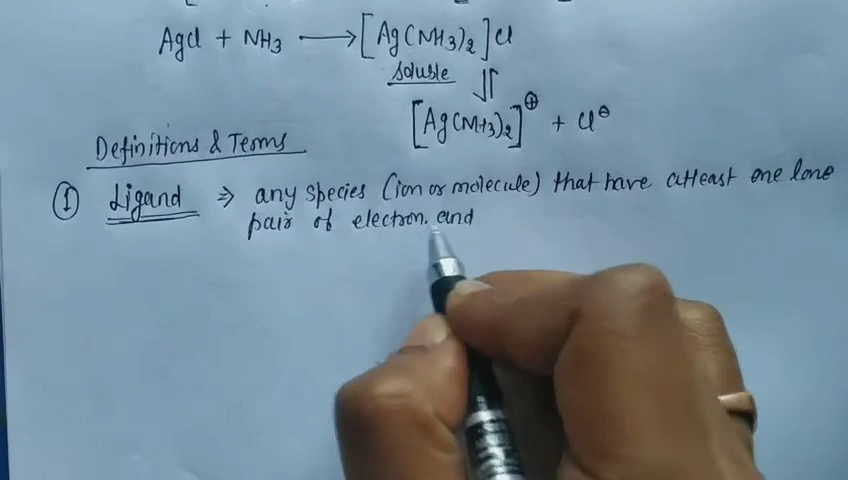 AgCl + NH3 ⟶ [Ag(NH3)2]Cl
soluble ⇌
[Ag(NH3)2]⊕ + Cl⊖
Definitions & Terms
① Ligand ⇒ any species (ion or molecule) that have atleast one lone
pair of electron. and